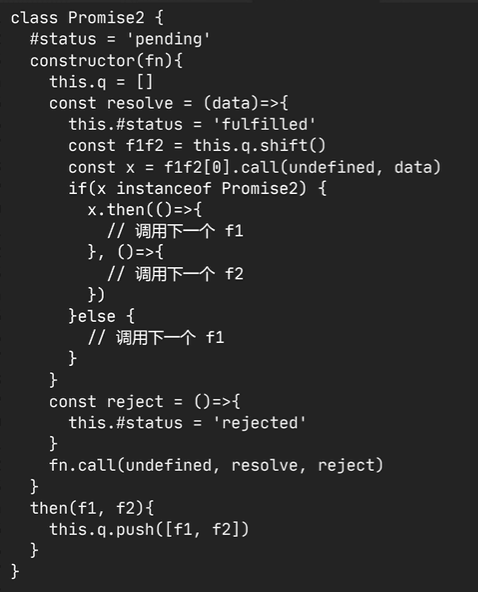 class Promise2 {
  #status = 'pending'
  constructor(fn){
    this.q = []
    const resolve = (data)=>{
      this.#status = 'fulfilled'
      const f1f2 = this.q.shift()
      const x = f1f2[0].call(undefined, data)
      if(x instanceof Promise2) {
        x.then(()=>{
          // 调用下一个 f1
        }, ()=>{
          // 调用下一个 f2
        })
      }else {
        // 调用下一个 f1
      }
    }
    const reject = ()=>{
      this.#status = 'rejected'
    }
    fn.call(undefined, resolve, reject)
  }
  then(f1, f2){
    this.q.push([f1, f2])
  }
}